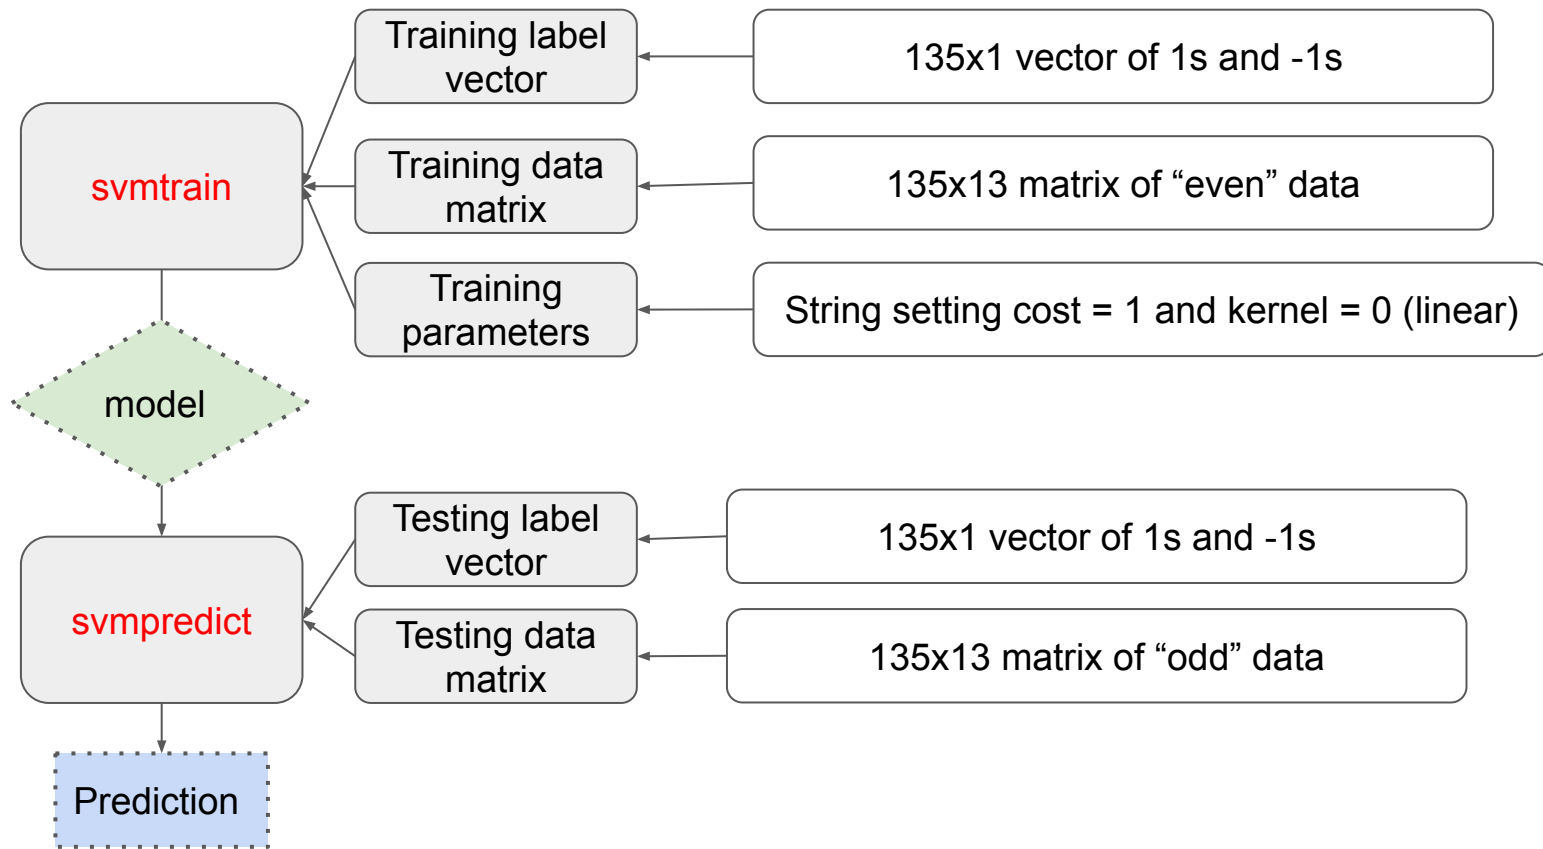 Training label
vector
135x1 vector of 1s and -1s
svmtrain
Training data
matrix
135x13 matrix of “even” data
Training
parameters
String setting cost = 1 and kernel = 0 (linear)
model
Testing label
vector
135x1 vector of 1s and -1s
svmpredict
Testing data
matrix
135x13 matrix of “odd” data
Prediction